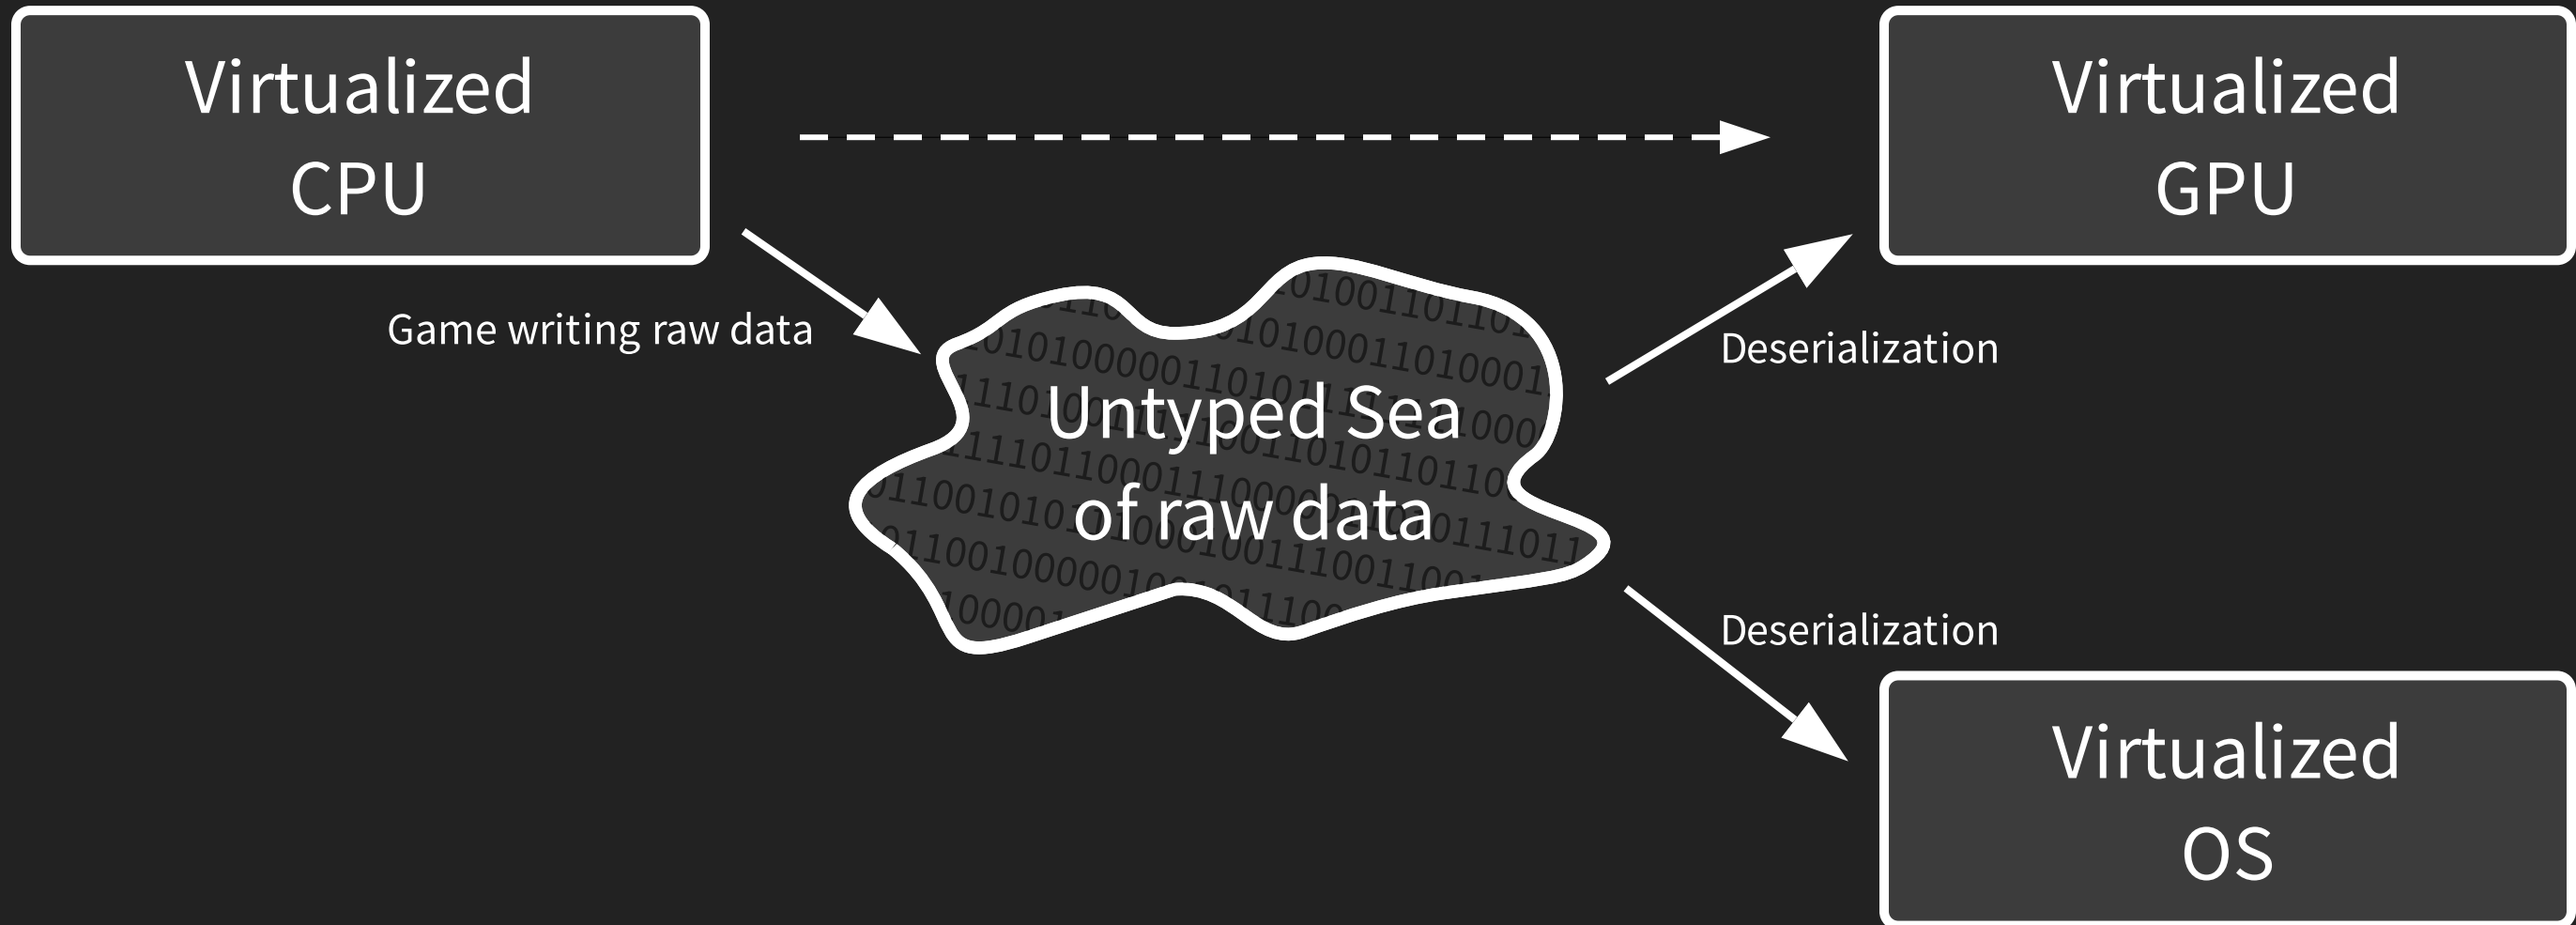 Virtualized
CPU
Virtualized
GPU
Game writing raw data
Deserialization
Untyped Sea
of raw data
Deserialization
Virtualized
OS